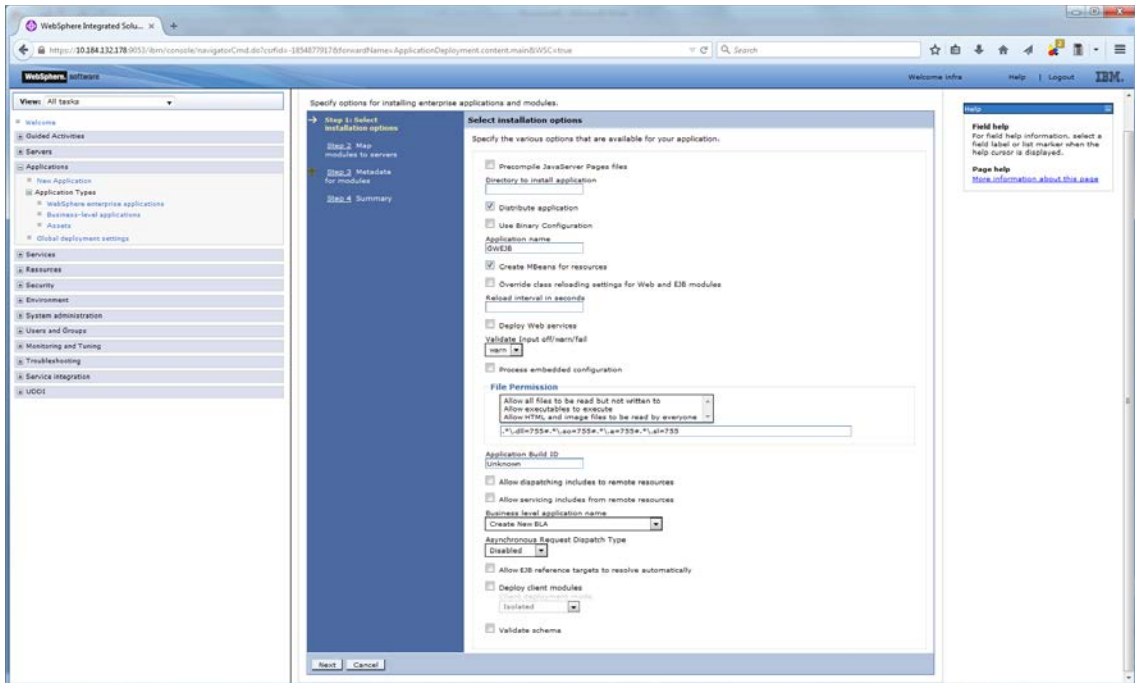 WebSphere Integrated Solu... × +
https://10.184.132.178:9053/ibm/console/navigatorCmd.do?csrfid=-1854877917&forwardName=ApplicationDeployment.content.main&WSC=true
Search
WebSphere. software
Welcome infra
Help | Logout
IBM.
View: All tasks
Welcome
Guided Activities
Servers
Applications
New Application
Application Types
WebSphere enterprise applications
Business-level applications
Assets
Global deployment settings
Services
Resources
Security
Environment
System administration
Users and Groups
Monitoring and Tuning
Troubleshooting
Service integration
UDDI
Specify options for installing enterprise applications and modules.
Step 1: Select
installation options
Step 2 Map
modules to servers
Step 3 Metadata
for modules
Step 4 Summary
Select installation options
Specify the various options that are available for your application.
Precompile JavaServer Pages files
Directory to install application
Distribute application
Use Binary Configuration
Application name
GWEJB
Create MBeans for resources
Override class reloading settings for Web and EJB modules
Reload interval in seconds
Deploy Web services
Validate Input off/warn/fail
warn
Process embedded configuration
File Permission
Allow all files to be read but not written to
Allow executables to execute
Allow HTML and image files to be read by everyone
.*\.dll=755#.*\.so=755#.*\.a=755#.*\.sl=755
Application Build ID
Unknown
Allow dispatching includes to remote resources
Allow servicing includes from remote resources
Business level application name
Create New BLA
Asynchronous Request Dispatch Type
Disabled
Allow EJB reference targets to resolve automatically
Deploy client modules
Client deployment mode
Isolated
Validate schema
Next Cancel
Help
Field help
For field help information, select a
field label or list marker when the
help cursor is displayed.
Page help
More information about this page